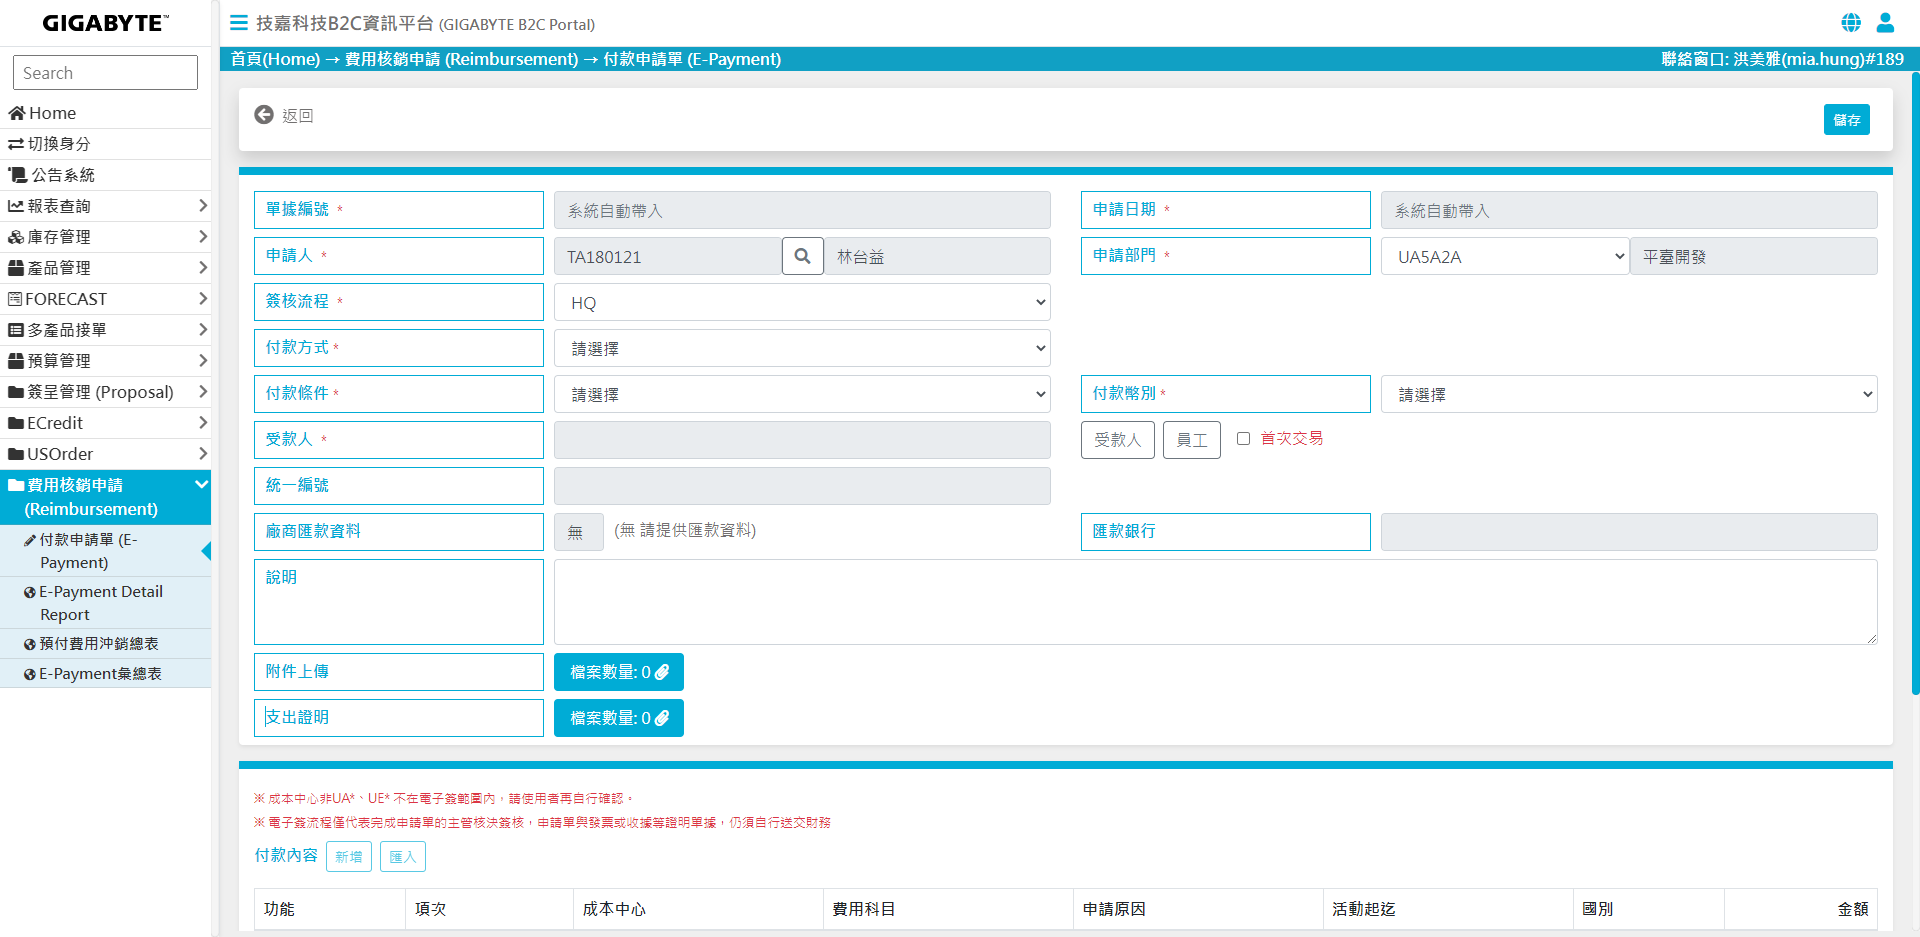 GIGABYTE™
技嘉科技B2C資訊平台 (GIGABYTE B2C Portal)
首頁(Home) → 費用核銷申請 (Reimbursement) → 付款申請單 (E-Payment)
聯絡窗口: 洪美雅(mia.hung)#189
Search
Home
切換身分
公告系統
報表查詢
庫存管理
產品管理
FORECAST
多產品接單
預算管理
簽呈管理 (Proposal)
ECredit
USOrder
費用核銷申請
(Reimbursement)
付款申請單 (E-
Payment)
E-Payment Detail
Report
預付費用沖銷總表
E-Payment彙總表
返回
儲存
單據編號 *
系統自動帶入
申請日期 *
系統自動帶入
申請人 *
TA180121
林台益
申請部門 *
UA5A2A
平臺開發
簽核流程 *
HQ
付款方式 *
請選擇
付款條件 *
請選擇
付款幣別 *
請選擇
受款人 *
受款人
員工
首次交易
統一編號
廠商匯款資料
無
(無 請提供匯款資料)
匯款銀行
說明
附件上傳
檔案數量: 0
支出證明
檔案數量: 0
※ 成本中心非UA*、UE* 不在電子簽範圍內，請使用者再自行確認。
※ 電子簽流程僅代表完成申請單的主管核決簽核，申請單與發票或收據等證明單據，仍須自行送交財務
付款內容
新增
匯入
功能
項次
成本中心
費用科目
申請原因
活動起迄
國別
金額